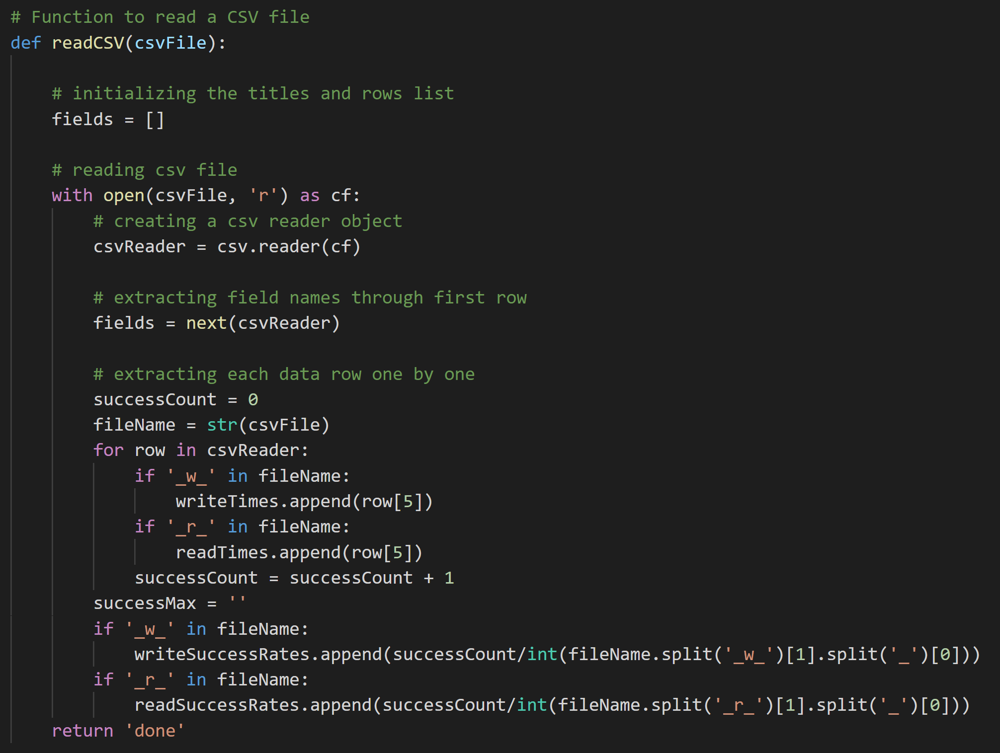 # Function to read a CSV file
def readCSV(csvFile):
# initializing the titles and rows list
fields = []
# reading csv file
with open(csvFile, 'r') as cf:
# creating a csv reader object
csvReader = csv.reader(cf)
# extracting field names through first row
fields = next(csvReader)
# extracting each data row one by one
successCount = 0
fileName = str(csvFile)
for row in csvReader:
if '_w_' in fileName:
writeTimes.append(row[5])
if '_r_' in fileName:
readTimes.append(row[5])
successCount = successCount + 1
successMax = ''
if '_w_' in fileName:
writeSuccessRates.append(successCount/int(fileName.split('_w_')[1].split('_')[0]))
if '_r_' in fileName:
readSuccessRates.append(successCount/int(fileName.split('_r_')[1].split('_')[0]))
return 'done'